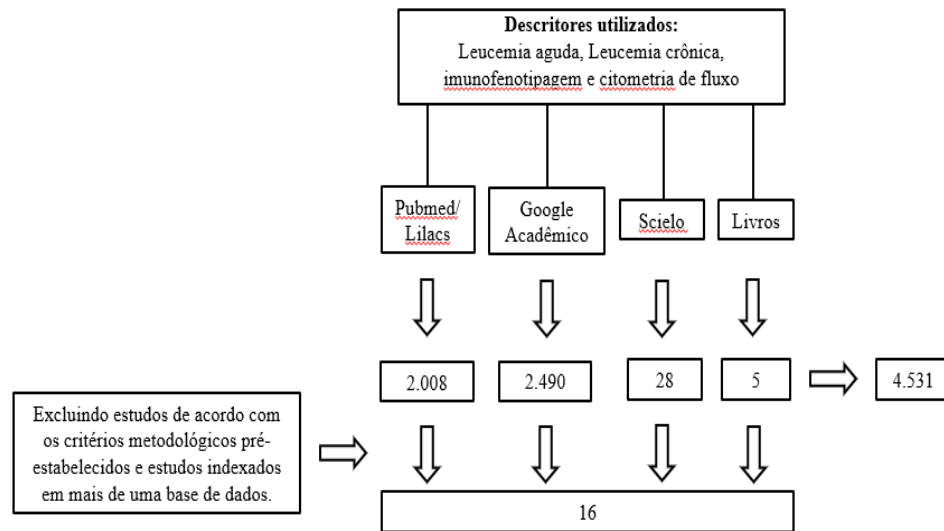 Descritores utilizados:
Leucemia aguda, Leucemia crônica,
imunofenotipagem e citometria de fluxo
Pubmed/
Lilacs
Google
Acadêmico
Scielo
Livros
2.008
2.490
28
5
4.531
Excluindo estudos de acordo com
os critérios metodológicos pré-
estabelecidos e estudos indexados
em mais de uma base de dados.
16